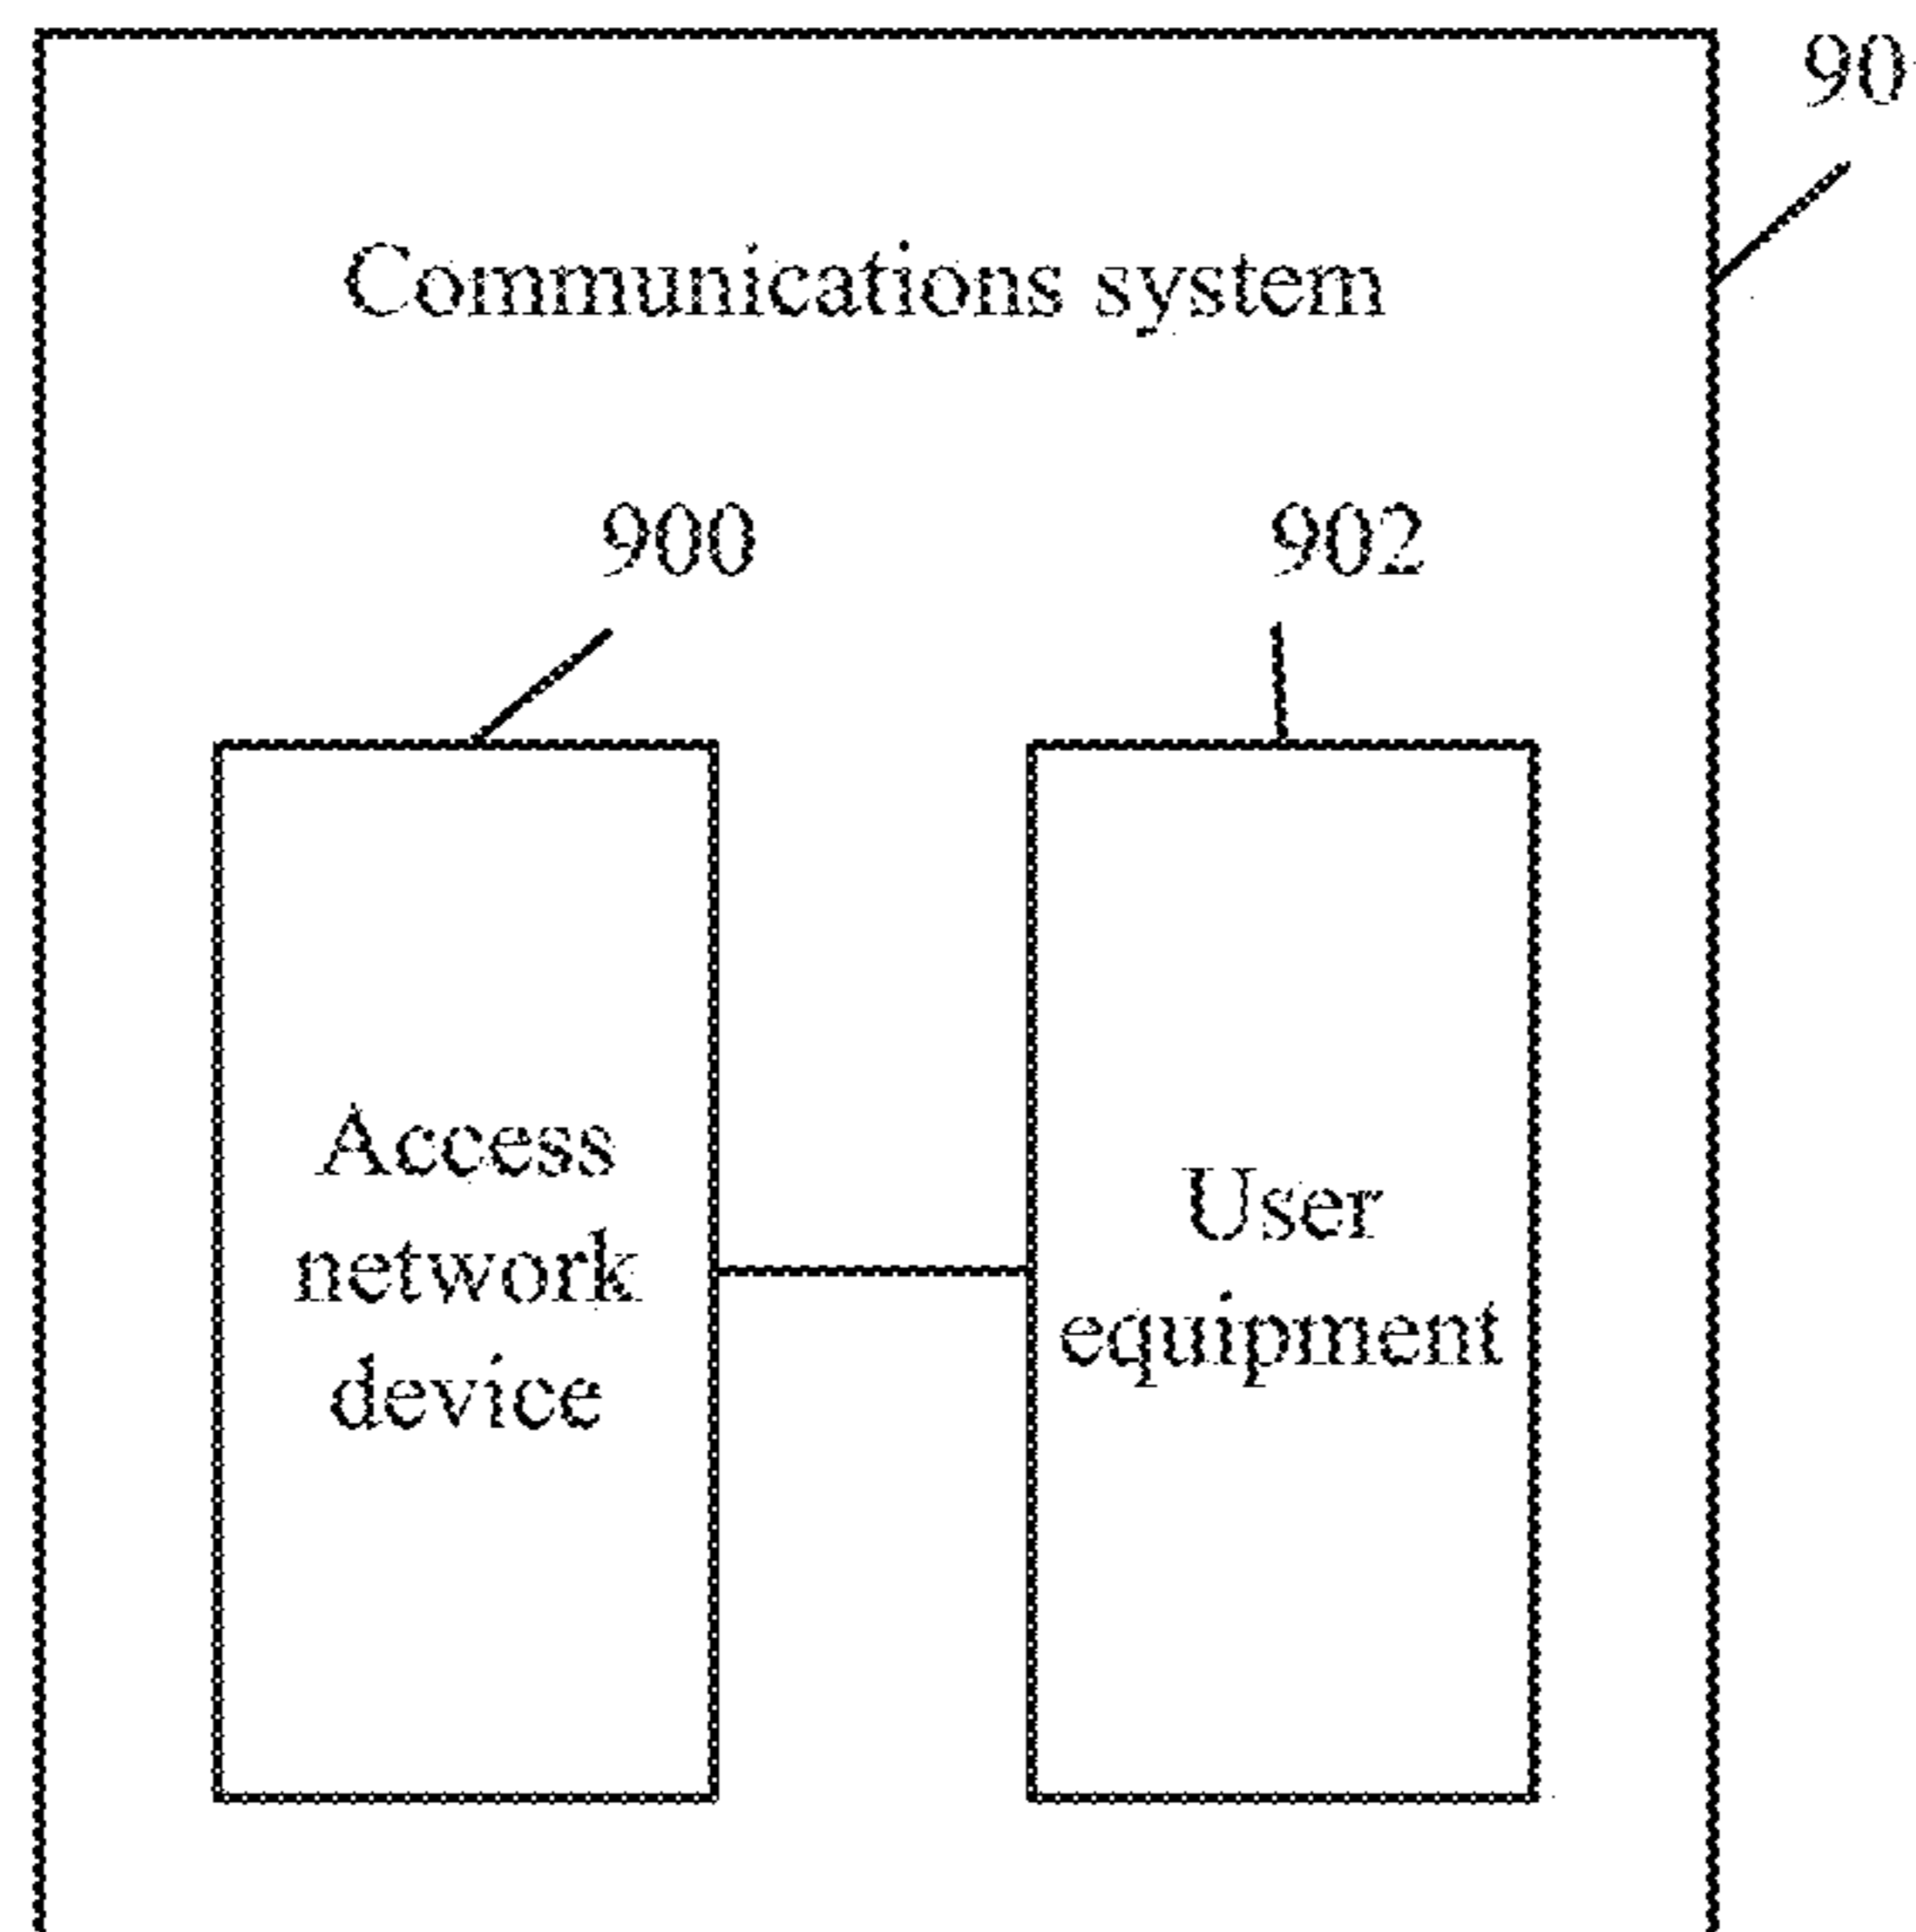 90
Communications system
900
902
Access
network
device
User
equipment